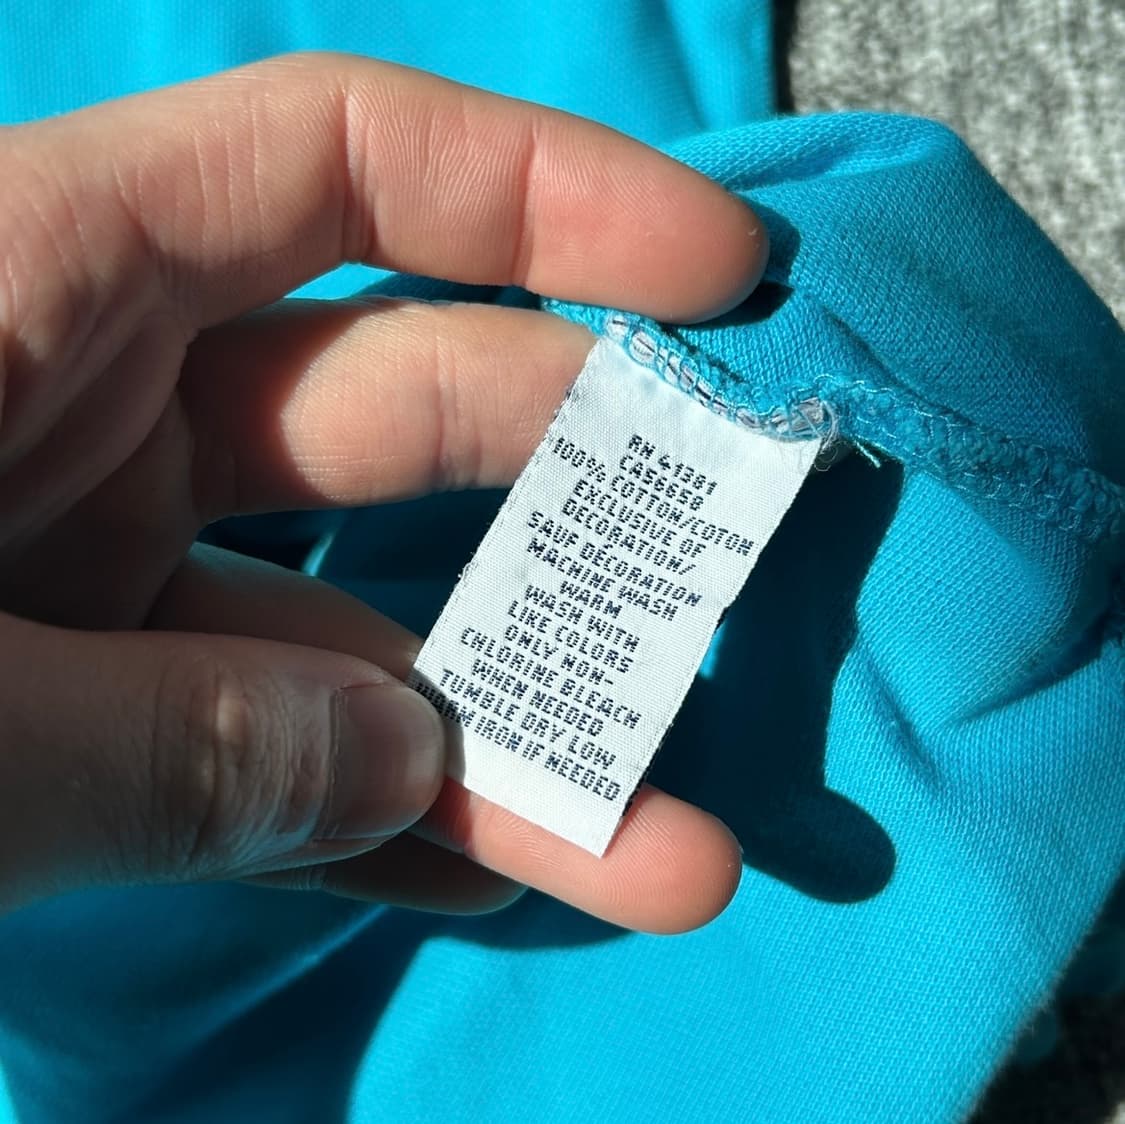 RN 41381
CA56658
100% COTTON/COTON
EXCLUSIVE OF
DECORATION/
SAUF DÉCORATION
MACHINE WASH
WARM
WASH WITH
LIKE COLORS
ONLY NON-
CHLORINE BLEACH
WHEN NEEDED
TUMBLE DRY LOW
WARM IRON IF NEEDED